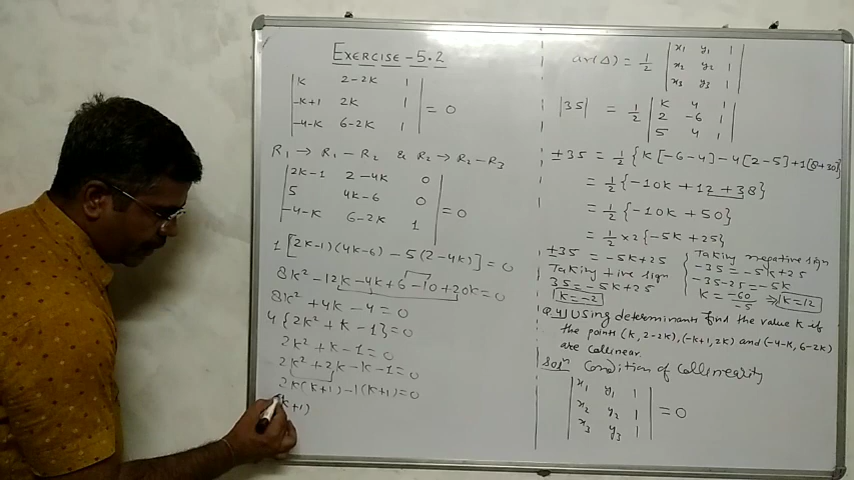 EXERCISE - 5.2
| K 2-2K 1 |
| -K+1 2K 1 | = 0
| -4-K 6-2K 1 |
R₁ → R₁ - R₂ & R₂ → R₂ - R₃
| 2K-1 2-4K 0 |
| 5 4K-6 0 | = 0
| -4-K 6-2K 1 |
1[2K-1)(4K-6) - 5(2-4K)] = 0
8K² - 12K - 4K + 6 - 10 + 20K = 0
8K² + 4K - 4 = 0
4{2K² + K - 1} = 0
2K² + K - 1 = 0
2K² + 2K - K - 1 = 0
2K(K+1) - 1(K+1) = 0
(K+1)
ar(Δ) = 1/2 | x₁ y₁ 1 |
| x₂ y₂ 1 |
| x₃ y₃ 1 |
|35| = 1/2 | K 4 1 |
| 2 -6 1 |
| 5 4 1 |
±35 = 1/2 {K[-6-4] - 4[2-5] + 1[8+30]}
= 1/2 {-10K + 12 + 38}
= 1/2 {-10K + 50}
= 1/2 × 2{-5K + 25}
±35 = -5K + 25
Taking +ive sign
35 = -5K + 25
K = -2
Taking negative sign
-35 = -5K + 25
-35 - 25 = -5K
K = -60/-5 ⇒ K = 12
Q.4) Using determinants find the value K if
the points (K, 2-2K), (-K+1, 2K) and (-4-K, 6-2K)
are collinear.
Solⁿ Condition of Collinearity
| x₁ y₁ 1 |
| x₂ y₂ 1 | = 0
| x₃ y₃ 1 |